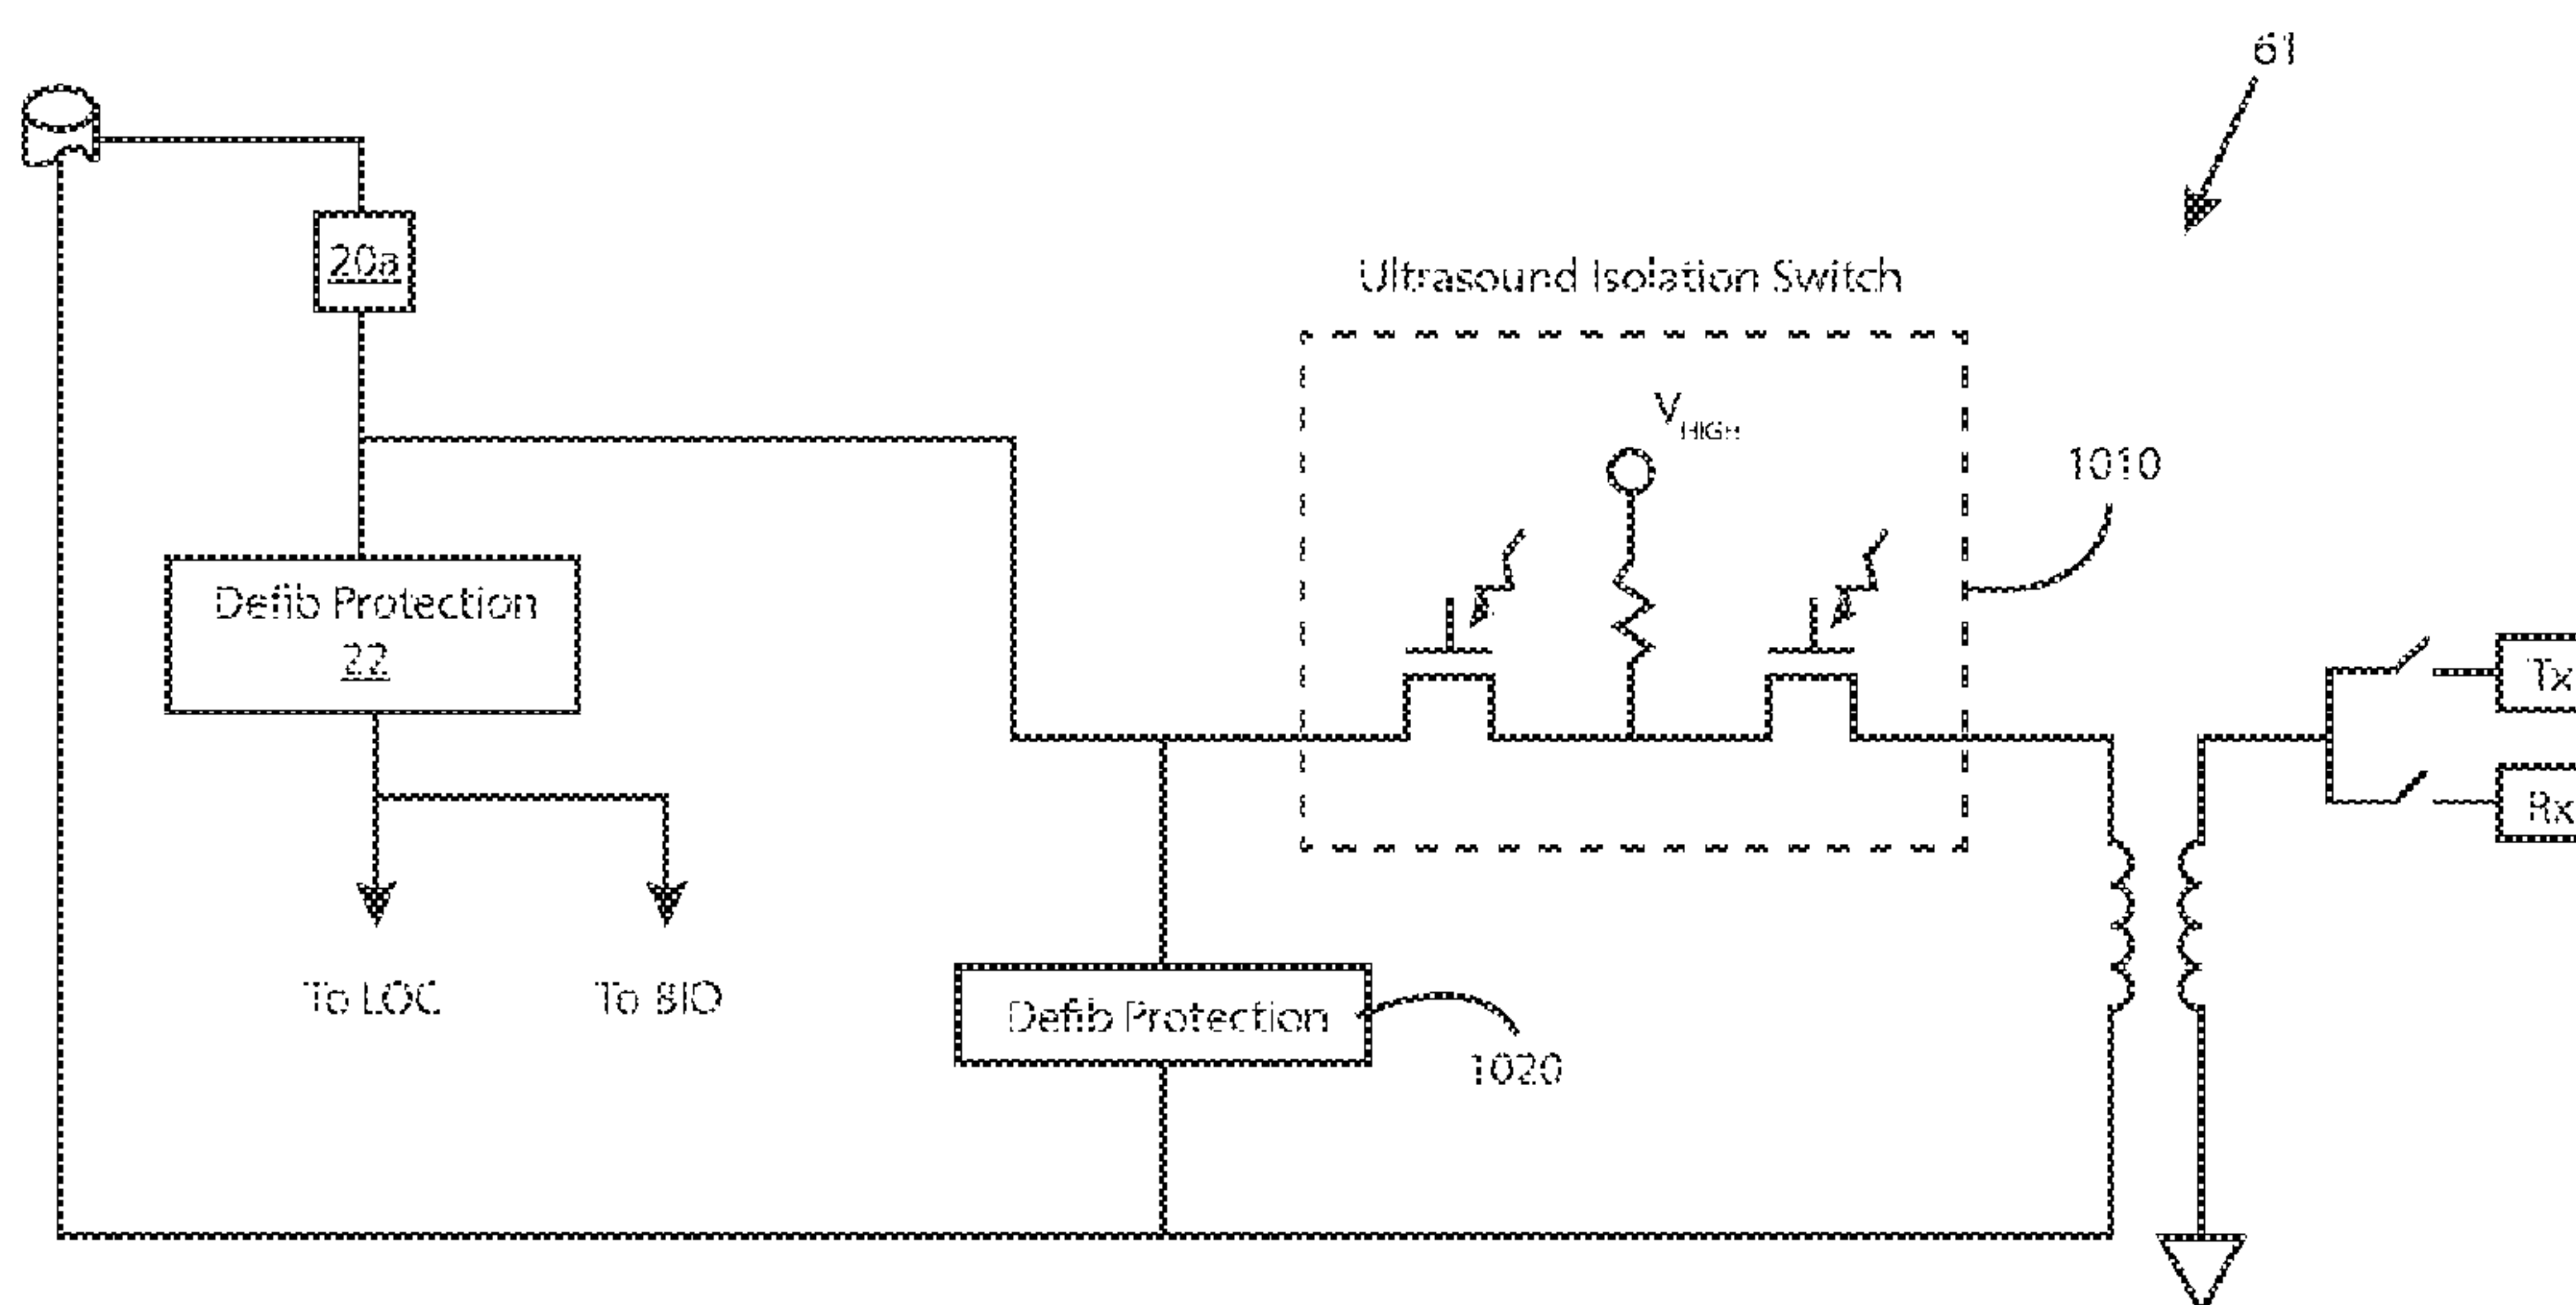 61
20a
Ultrasound Isolation Switch
VHIGH
1010
Defib Protection
22
Tx
Rx
To LOC
To BIO
Defib Protection
1020